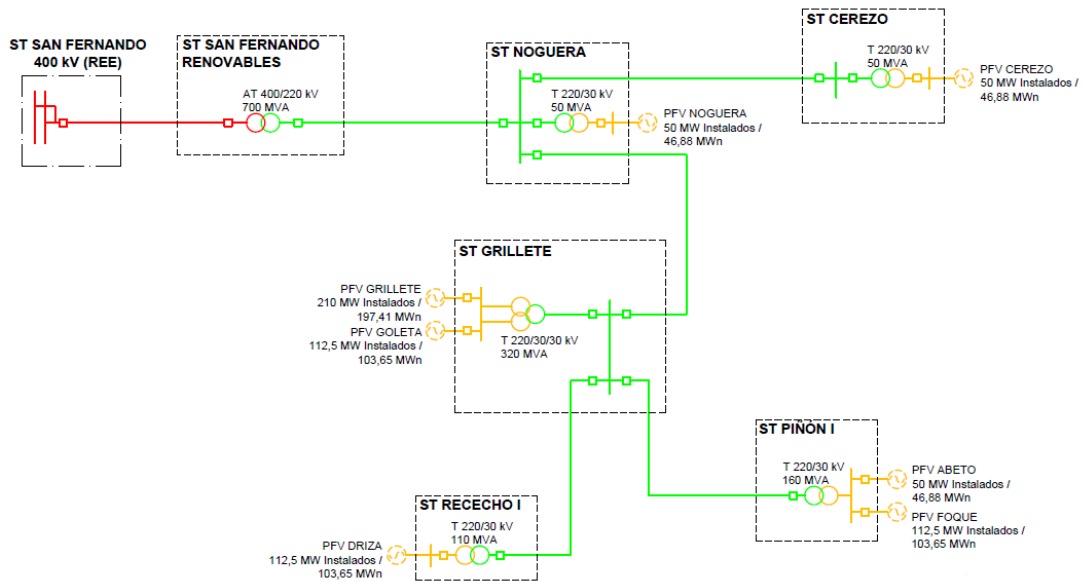 ST SAN FERNANDO
400 kV (REE)
ST SAN FERNANDO
RENOVABLES
AT 400/220 kV
700 MVA
ST NOGUERA
T 220/30 kV
50 MVA
PFV NOGUERA
50 MW Instalados /
46,88 MWn
ST CEREZO
T 220/30 kV
50 MVA
PFV CEREZO
50 MW Instalados /
46,88 MWn
ST GRILLETE
PFV GRILLETE
210 MW Instalados /
197,41 MWn
PFV GOLETA
112,5 MW Instalados /
103,65 MWn
T 220/30/30 kV
320 MVA
ST PIÑON I
T 220/30 kV
160 MVA
PFV ABETO
50 MW Instalados /
46,88 MWn
PFV FOQUE
112,5 MW Instalados /
103,65 MWn
ST RECECHO I
T 220/30 kV
110 MVA
PFV DRIZA
112,5 MW Instalados /
103,65 MWn